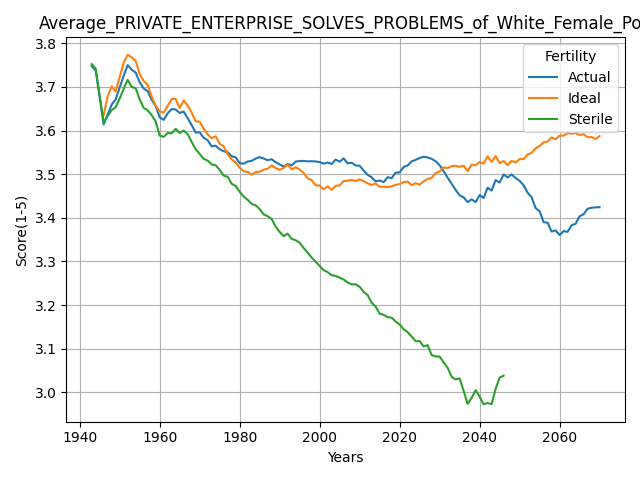 Average_PRIVATE_ENTERPRISE_SOLVES_PROBLEMS_of_White_Female_Po
3.8
3.7
3.6
3.5
3.4
3.3
3.2
3.1
3.0
Score(1-5)
Fertility
Actual
Ideal
Sterile
1940 1960 1980 2000 2020 2040 2060
Years